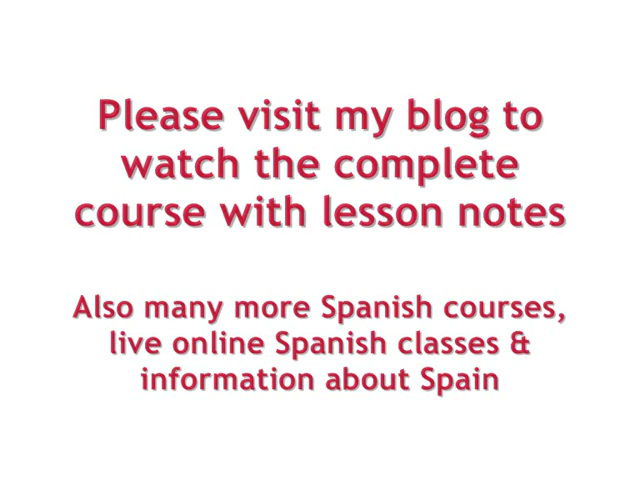 Please visit my blog to
watch the complete
course with lesson notes
Also many more Spanish courses,
live online Spanish classes &
information about Spain